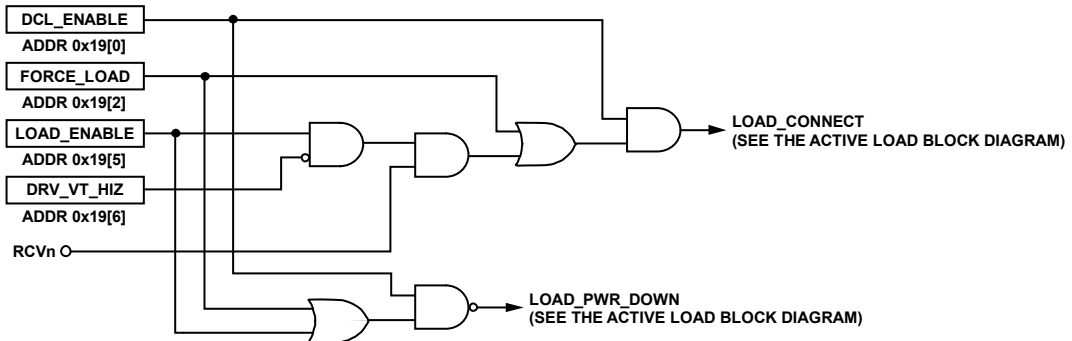 DCL_ENABLE
ADDR 0x19[0]
FORCE_LOAD
ADDR 0x19[2]
LOAD_ENABLE
ADDR 0x19[5]
DRV_VT_HIZ
ADDR 0x19[6]
RCVn
LOAD_CONNECT
(SEE THE ACTIVE LOAD BLOCK DIAGRAM)
LOAD_PWR_DOWN
(SEE THE ACTIVE LOAD BLOCK DIAGRAM)